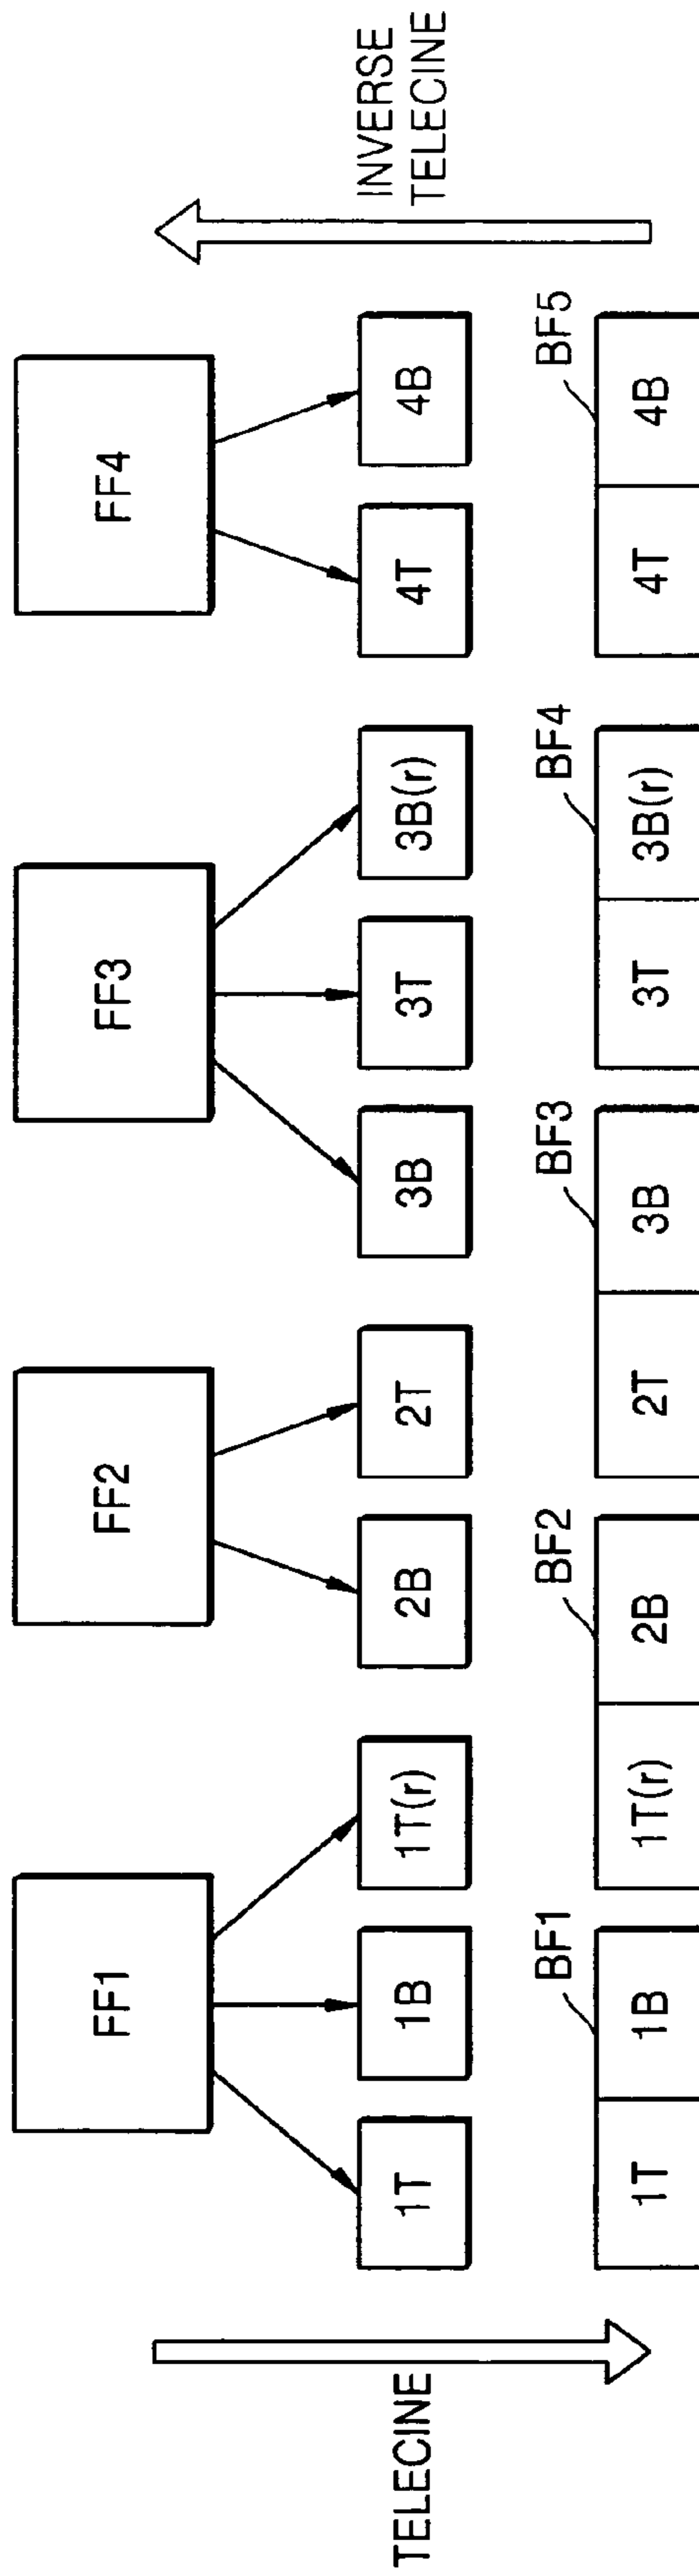 FF1
FF2
FF3
FF4
TELECINE
INVERSE
TELECINE
1T
1B
1T(r)
2B
2T
3B
3T
3B(r)
4T
4B
BF1
BF2
BF3
BF4
BF5
1T
1B
1T(r)
2B
2T
3B
3T
3B(r)
4T
4B